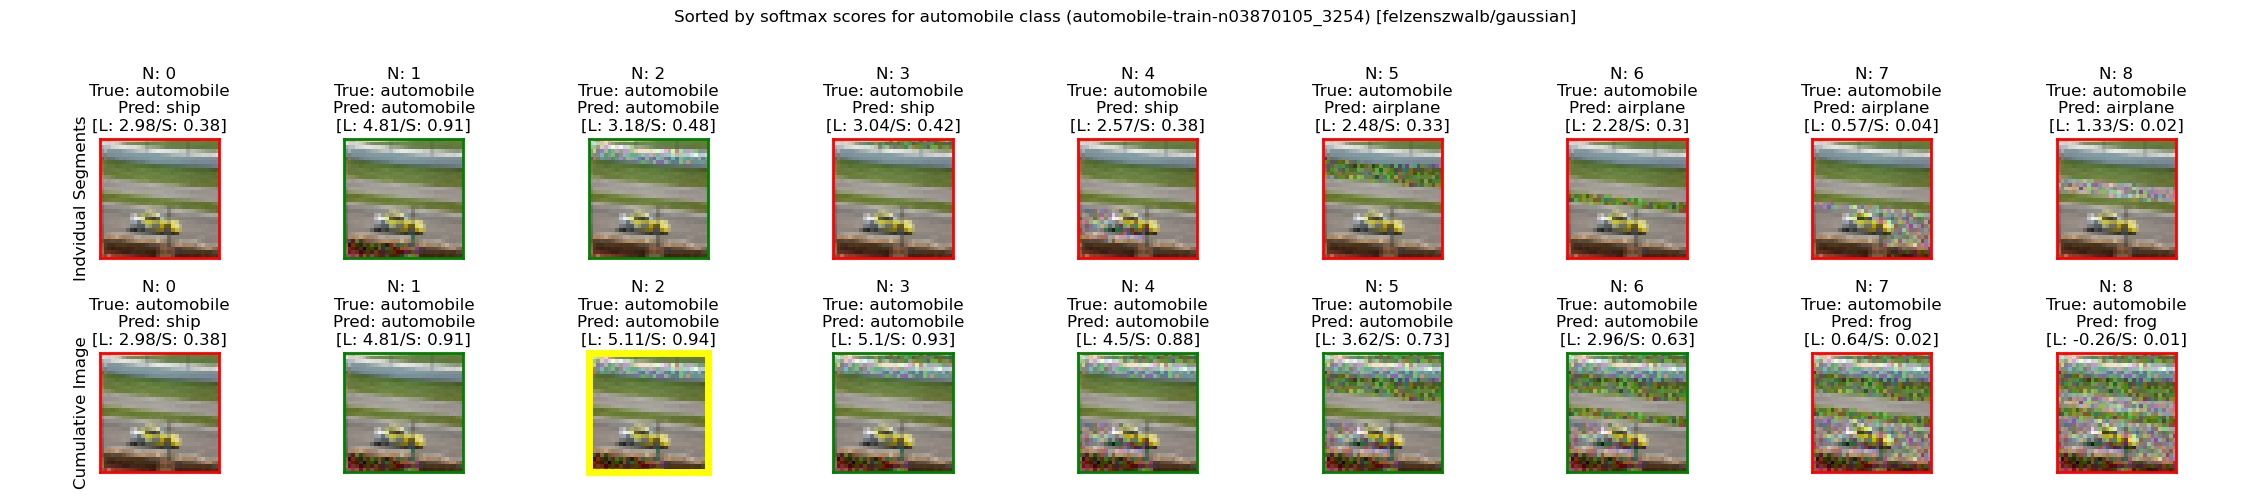 Sorted by softmax scores for automobile class (automobile-train-n03870105_3254) [felzenszwalb/gaussian]
Individual Segments
N: 0
True: automobile
Pred: ship
[L: 2.98/S: 0.38]
N: 1
True: automobile
Pred: automobile
[L: 4.81/S: 0.91]
N: 2
True: automobile
Pred: automobile
[L: 3.18/S: 0.48]
N: 3
True: automobile
Pred: ship
[L: 3.04/S: 0.42]
N: 4
True: automobile
Pred: ship
[L: 2.57/S: 0.38]
N: 5
True: automobile
Pred: airplane
[L: 2.48/S: 0.33]
N: 6
True: automobile
Pred: airplane
[L: 2.28/S: 0.3]
N: 7
True: automobile
Pred: airplane
[L: 0.57/S: 0.04]
N: 8
True: automobile
Pred: airplane
[L: 1.33/S: 0.02]
Cumulative Image
N: 0
True: automobile
Pred: ship
[L: 2.98/S: 0.38]
N: 1
True: automobile
Pred: automobile
[L: 4.81/S: 0.91]
N: 2
True: automobile
Pred: automobile
[L: 5.11/S: 0.94]
N: 3
True: automobile
Pred: automobile
[L: 5.1/S: 0.93]
N: 4
True: automobile
Pred: automobile
[L: 4.5/S: 0.88]
N: 5
True: automobile
Pred: automobile
[L: 3.62/S: 0.73]
N: 6
True: automobile
Pred: automobile
[L: 2.96/S: 0.63]
N: 7
True: automobile
Pred: frog
[L: 0.64/S: 0.02]
N: 8
True: automobile
Pred: frog
[L: -0.26/S: 0.01]